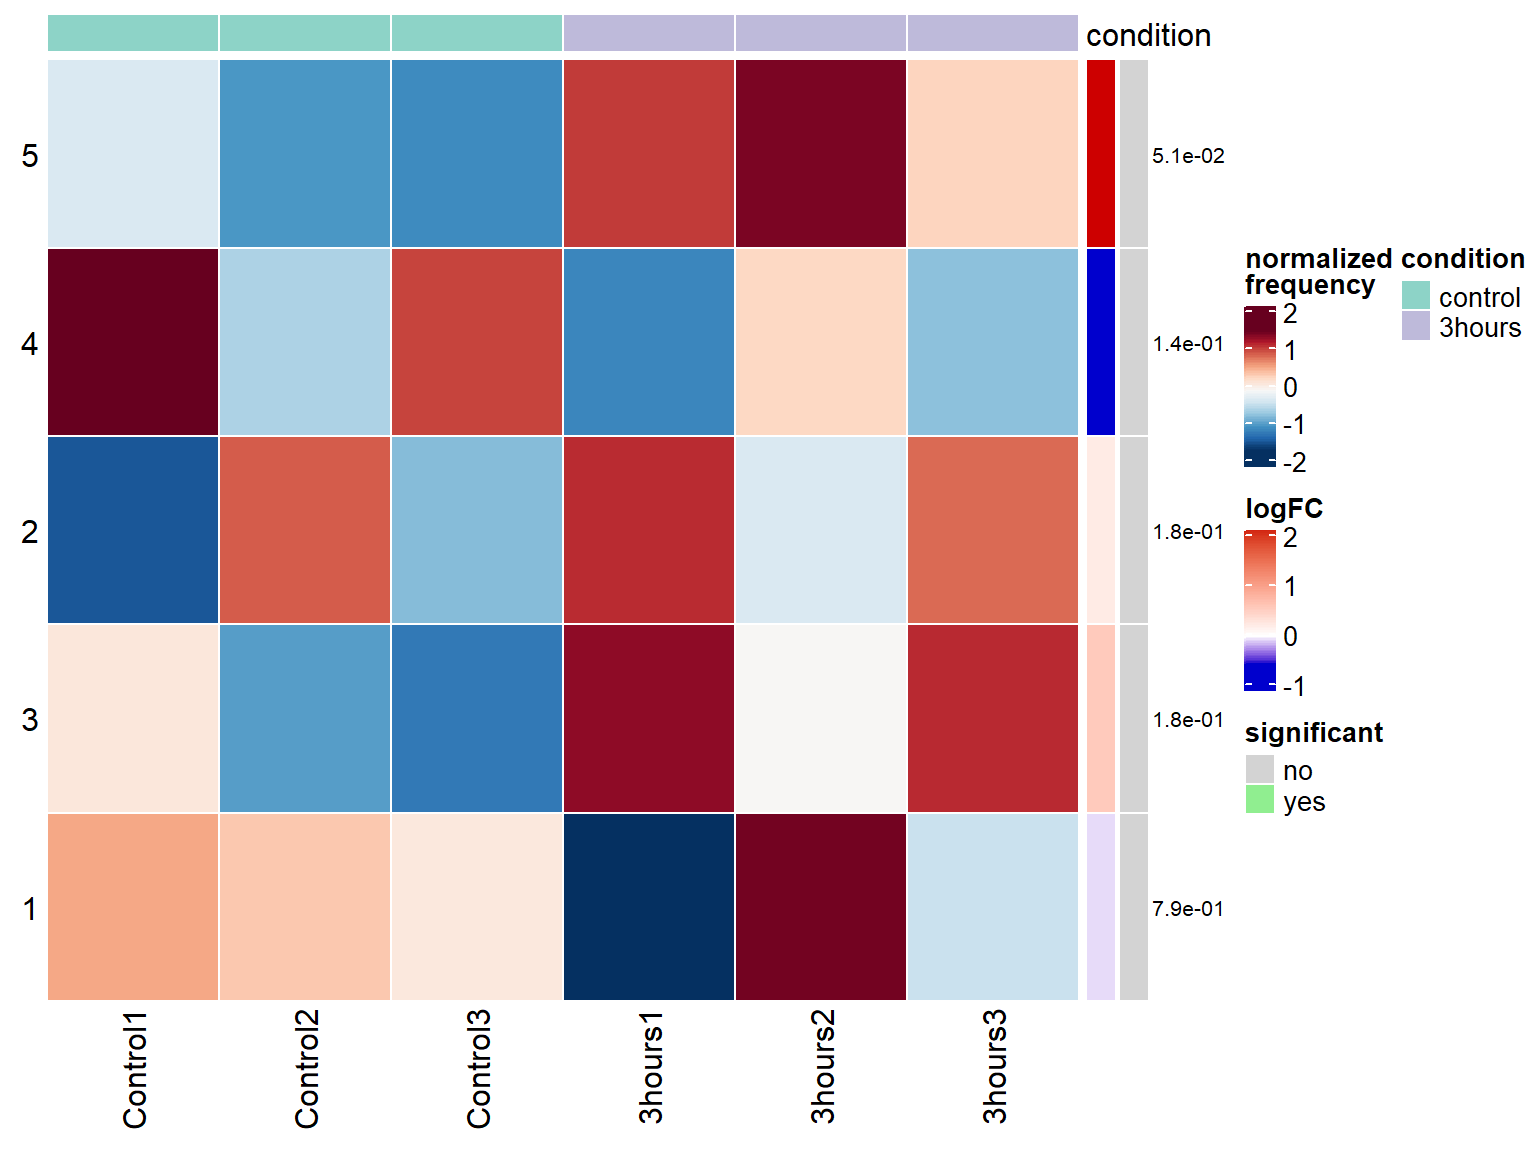 condition
5
5.1e-02
4
1.4e-01
2
1.8e-01
3
1.8e-01
1
7.9e-01
Control1
Control2
Control3
3hours1
3hours2
3hours3
normalized
frequency
2
1
0
-1
-2
condition
control
3hours
logFC
2
1
0
-1
significant
no
yes